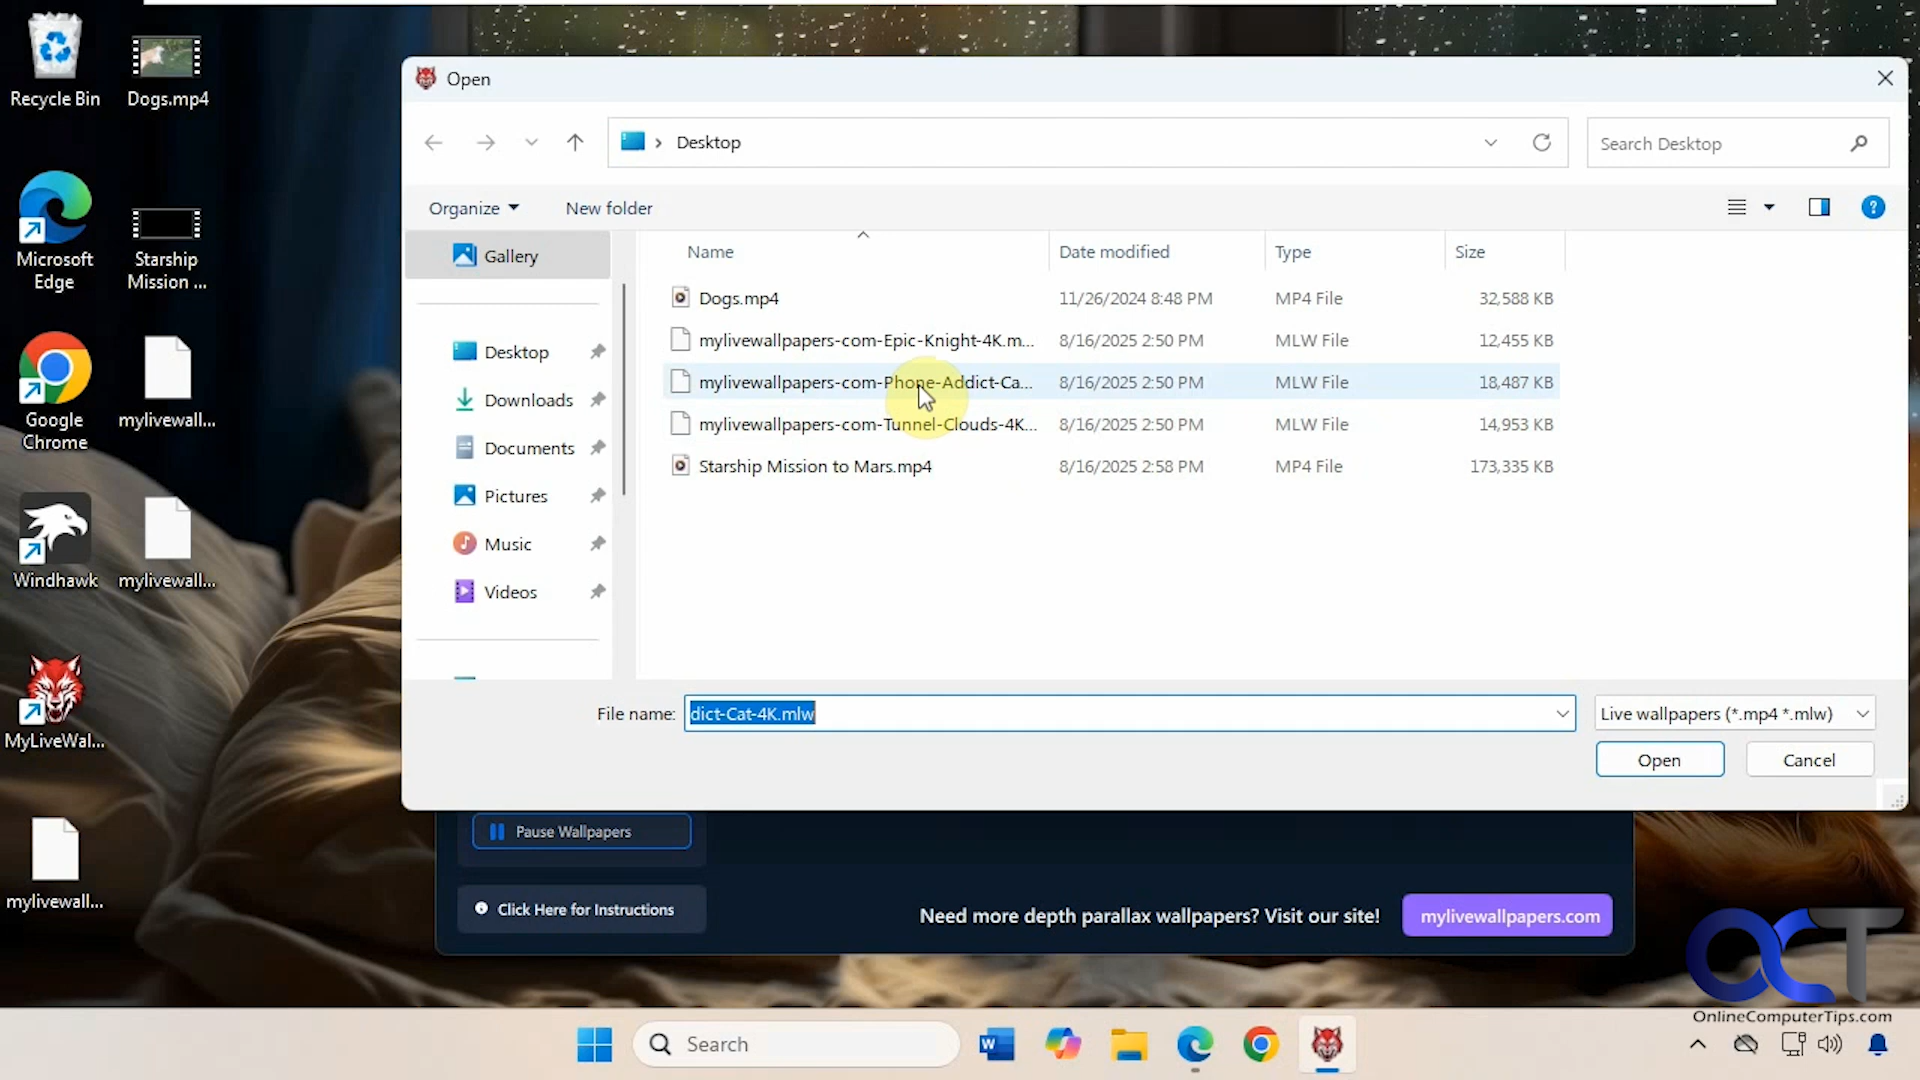 Recycle Bin
Dogs.mp4
Microsoft
Edge
Starship
Mission ...
Google
Chrome
mylivewall...
Windhawk
mylivewall...
MyLiveWal...
mylivewall...
Open
Desktop
Search Desktop
Organize
New folder
Gallery
Desktop
Downloads
Documents
Pictures
Music
Videos
Name
Date modified
Type
Size
Dogs.mp4 11/26/2024 8:48 PM MP4 File 32,588 KB
mylivewallpapers-com-Epic-Knight-4K.m... 8/16/2025 2:50 PM MLW File 12,455 KB
mylivewallpapers-com-Phone-Addict-Ca... 8/16/2025 2:50 PM MLW File 18,487 KB
mylivewallpapers-com-Tunnel-Clouds-4K... 8/16/2025 2:50 PM MLW File 14,953 KB
Starship Mission to Mars.mp4 8/16/2025 2:58 PM MP4 File 173,335 KB
File name: dict-Cat-4K.mlw
Live wallpapers (*.mp4 *.mlw)
Open
Cancel
Pause Wallpapers
Click Here for Instructions
Need more depth parallax wallpapers? Visit our site!
mylivewallpapers.com
OCT
OnlineComputerTips.com
Search